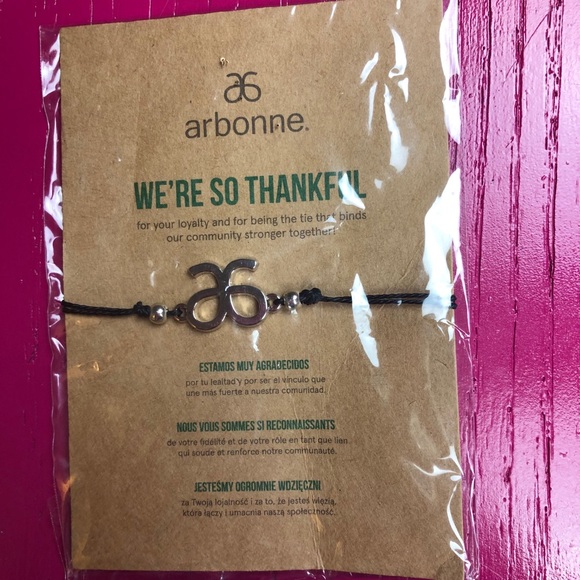 arbonne.
WE'RE SO THANKFUL
for your loyalty and for being the tie that binds
our community stronger together!
ESTAMOS MUY AGRADECIDOS
por tu lealtad y por ser el vínculo que
une más fuerte a nuestra comunidad.
NOUS VOUS SOMMES SI RECONNAISSANTS
de votre fidélité et de votre rôle en tant que lien
qui soude et renforce notre communauté.
JESTEŚMY OGROMNIE WDZIĘCZNI
za Twoją lojalność i za to, że jesteś więzią,
która łączy i umacnia naszą społeczność.